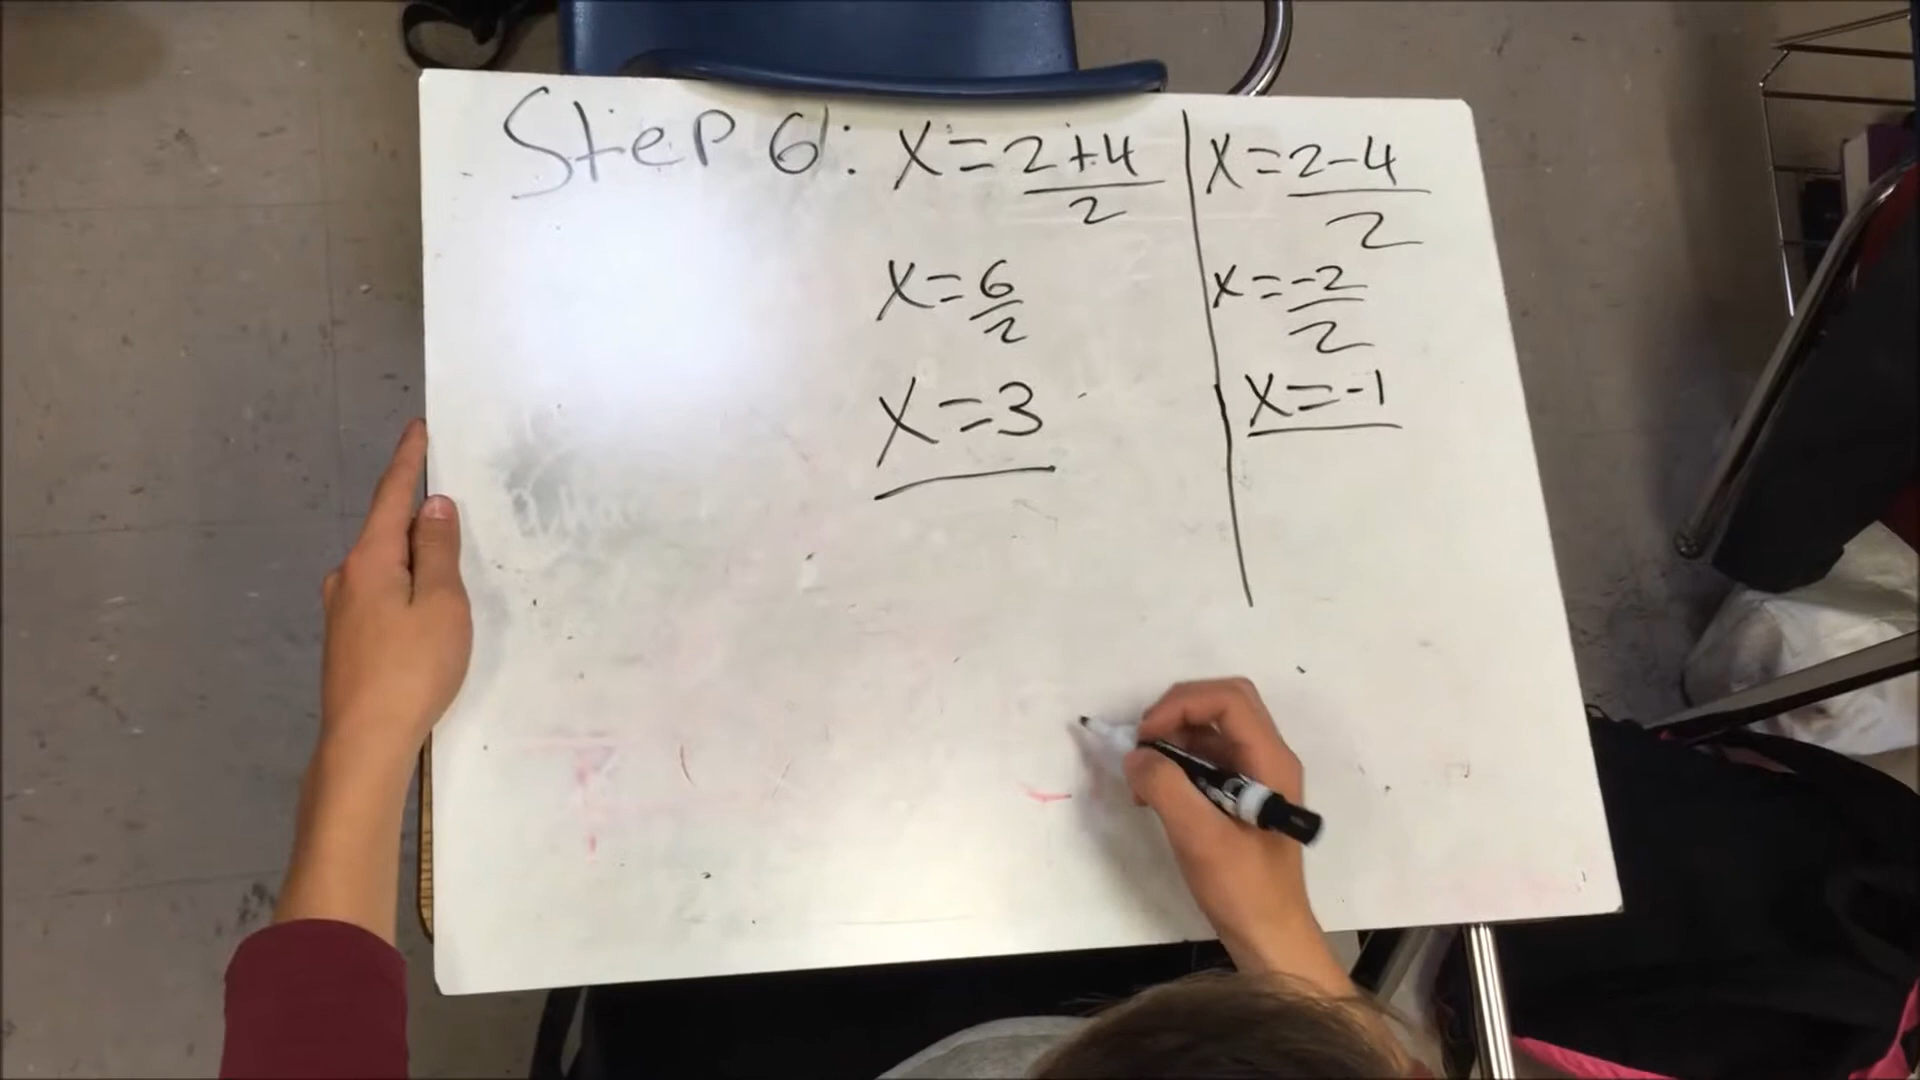 Step 6: x=2+4/2 | x=2-4/2
x=6/2 | x=-2/2
x=3 | x=-1